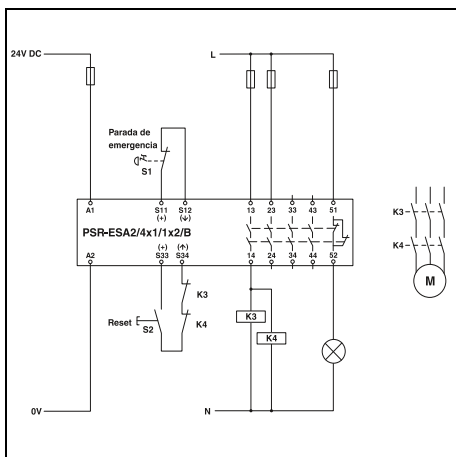 24V DC
L
Parada de
emergencia
S1
A1
S11
(+)
S12
(↓)
13
23
33
43
51
PSR-ESA2/4x1/1x2/B
A2
(+)
S33
(↑)
S34
14
24
34
44
52
K3
K4
Reset
S2
K3
K4
K3
K4
M
0V
N